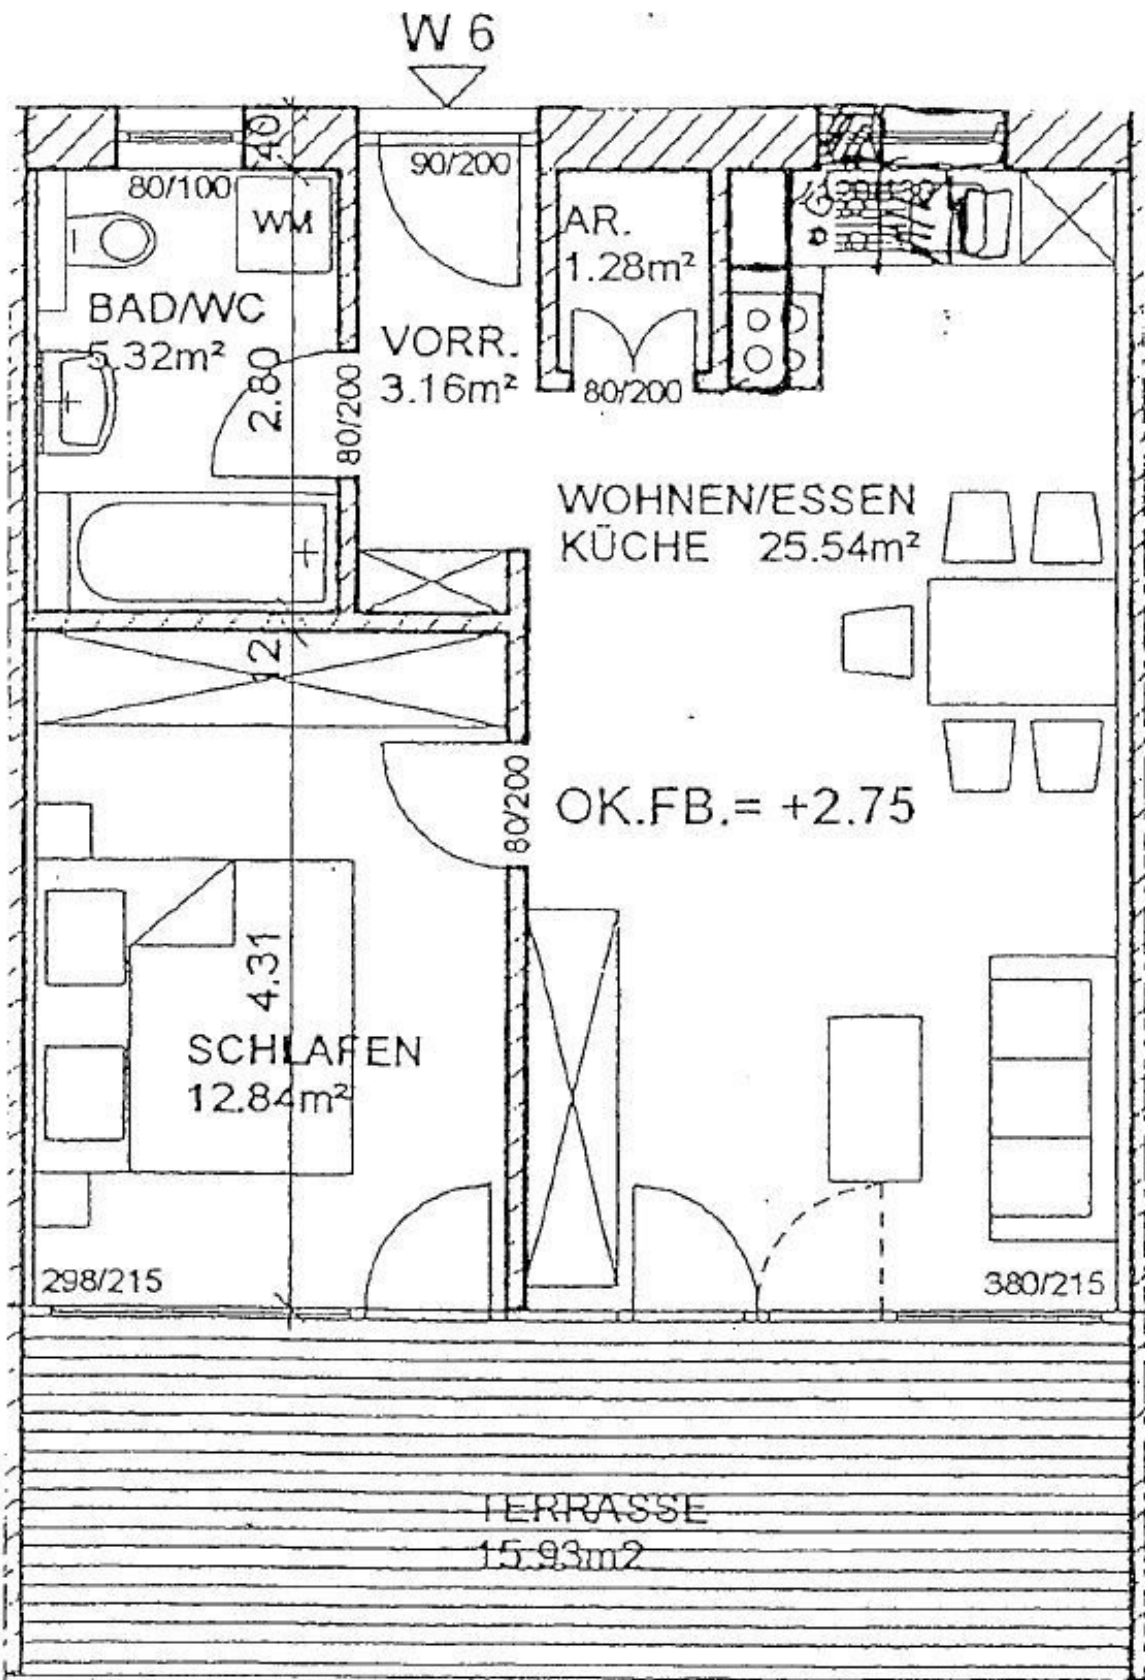 W 6
40
80/100
90/200
WM
AR.
1.28m²
BAD/WC
5.32m²
VORR.
3.16m²
2.80
80/200
80/200
WOHNEN/ESSEN
KÜCHE 25.54m²
12
80/200
OK.FB.= +2.75
4.31
SCHLAFEN
12.84m²
298/215
380/215
TERRASSE
15.93m2